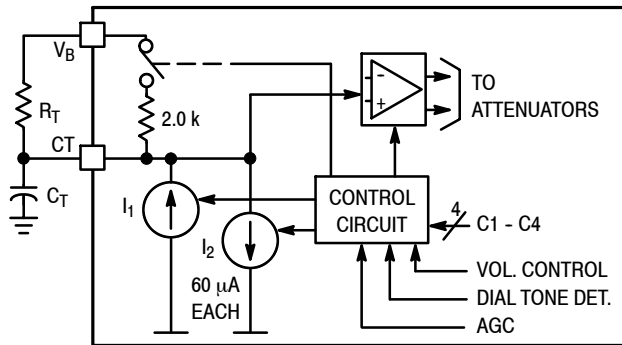 V_B
R_T
2.0 k
CT
C_T
I_1
I_2
60 μA
EACH
-
+
TO
ATTENUATORS
CONTROL
CIRCUIT
4
C1 - C4
VOL. CONTROL
DIAL TONE DET.
AGC